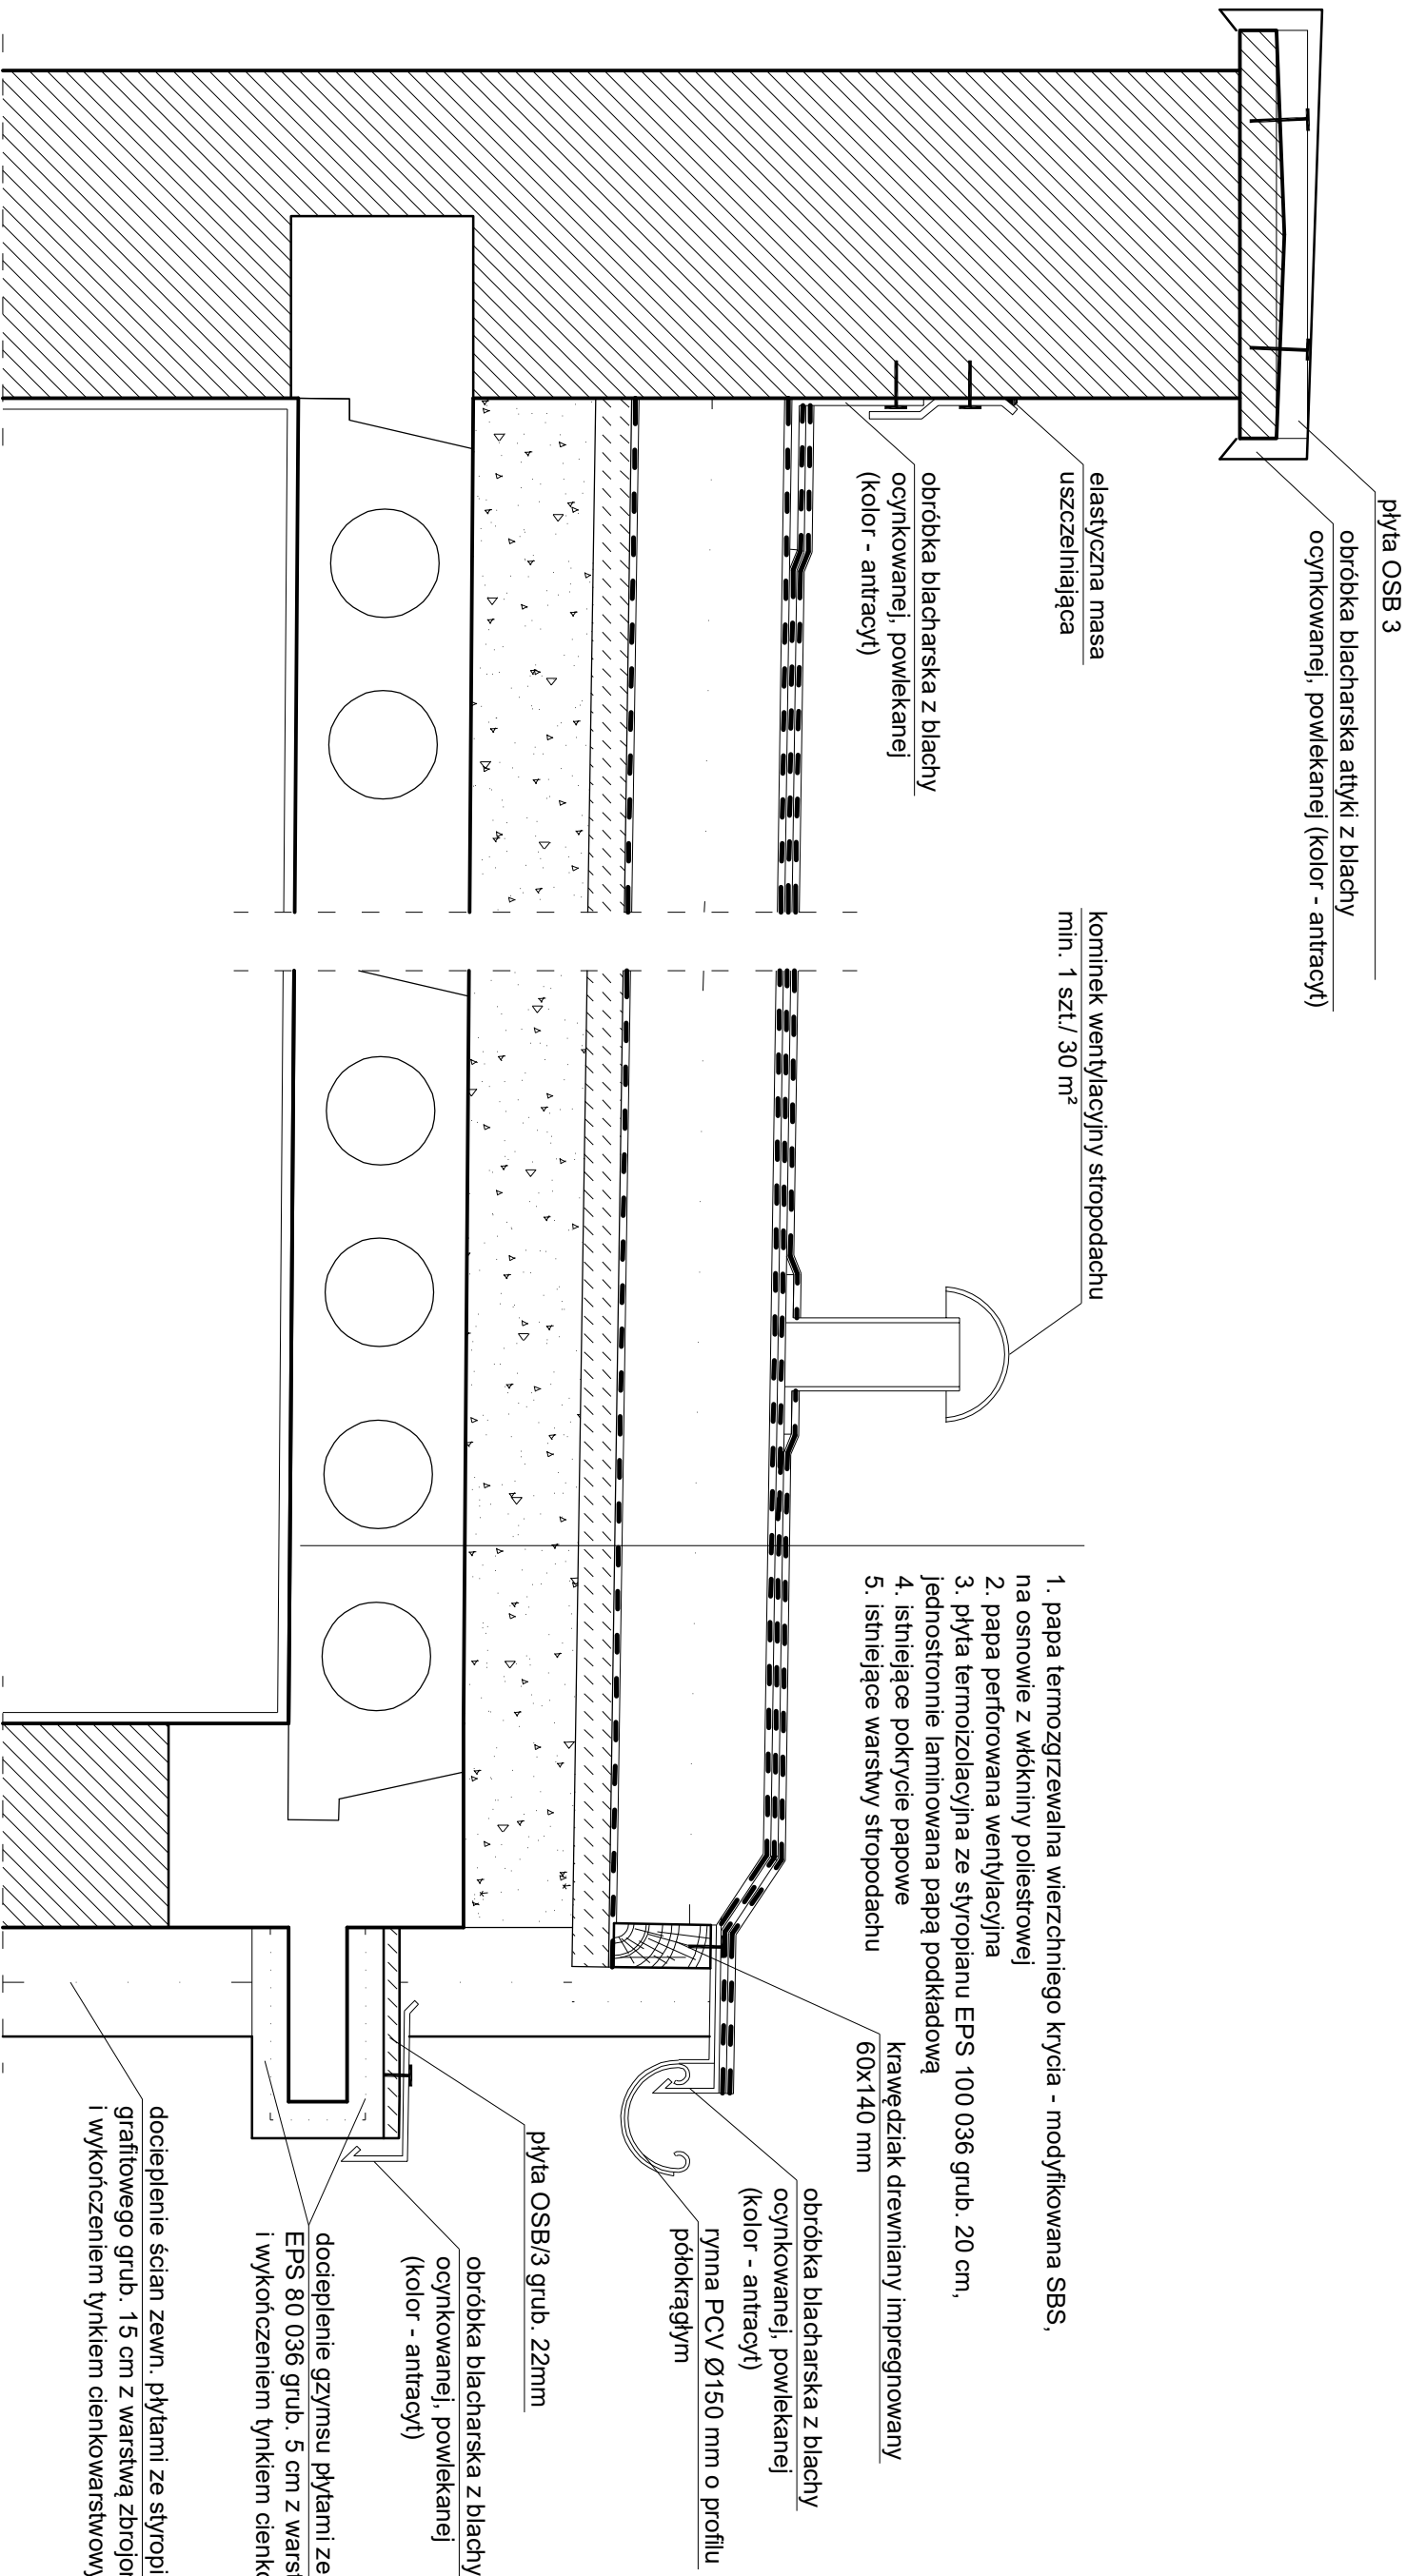 płyta OSB 3
obróbka blacharska attyki z blachy
ocynkowanej, powlekanej (kolor - antracyt)
elastyczna masa
uszczelniająca
obróbka blacharska z blachy
ocynkowanej, powlekanej
(kolor - antracyt)
kominek wentylacyjny stropodachu
min. 1 szt./ 30 m²
1. papa termozgrzewalna wierzchniego krycia - modyfikowana SBS,
na osnowie z włókniny poliestrowej
2. papa perforowana wentylacyjna
3. płyta termoizolacyjna ze styropianu EPS 100 036 grub. 20 cm,
jednostronnie laminowana papą podkładową
4. istniejące pokrycie papowe
5. istniejące warstwy stropodachu
krawędziak drewniany impregnowany
60x140 mm
obróbka blacharska z blachy
ocynkowanej, powlekanej
(kolor - antracyt)
rynna PCV Ø150 mm o profilu
półokrągłym
płyta OSB/3 grub. 22mm
obróbka blacharska z blachy
ocynkowanej, powlekanej
(kolor - antracyt)
docieplenie gzymsu płytami ze
EPS 80 036 grub. 5 cm z
i wykończeniem tynkiem
docieplenie ścian zewn. płytami ze
grafitowego grub. 15 cm z warstwą
i wykończeniem tynkiem